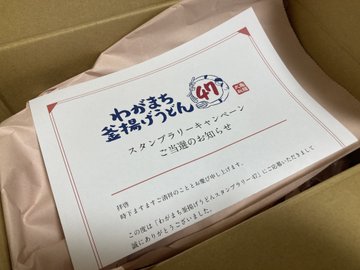 わがまち
釜揚げうどん
47
スタンプラリーキャンペーン
ご当選のお知らせ
拝啓
時下ますますご清祥のこととお慶び申し上げます。
この度は「わがまち釜揚げうどんスタンプラリー47」にご応募いただきまして
誠にありがとうございました。